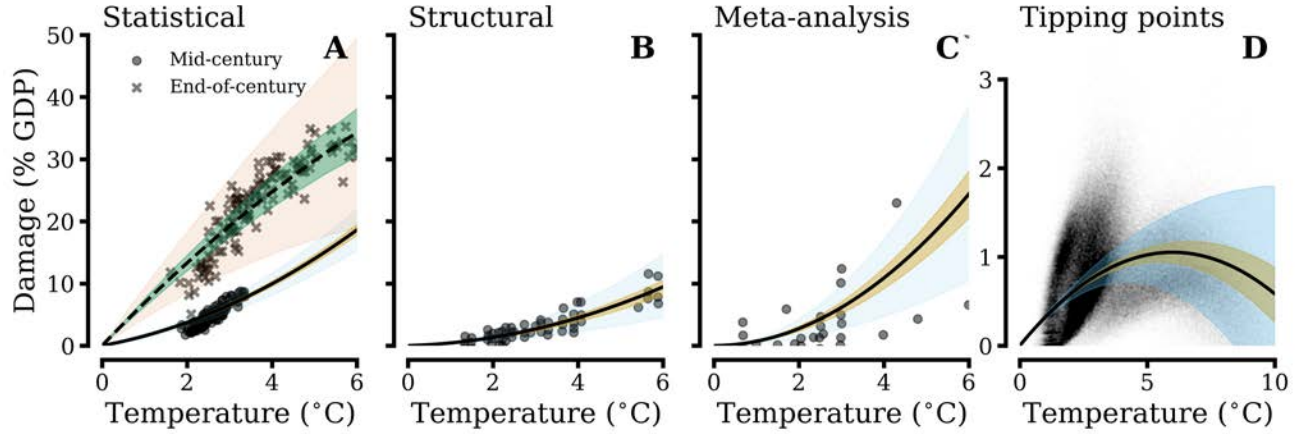 Statistical
Structural
Meta-analysis
Tipping points
A
B
C
D
Mid-century
End-of-century
Damage (% GDP)
50
40
30
20
10
0
3
2
1
0
0 2 4 6
0 2 4 6
0 2 4 6
0 5 10
Temperature (°C)
Temperature (°C)
Temperature (°C)
Temperature (°C)